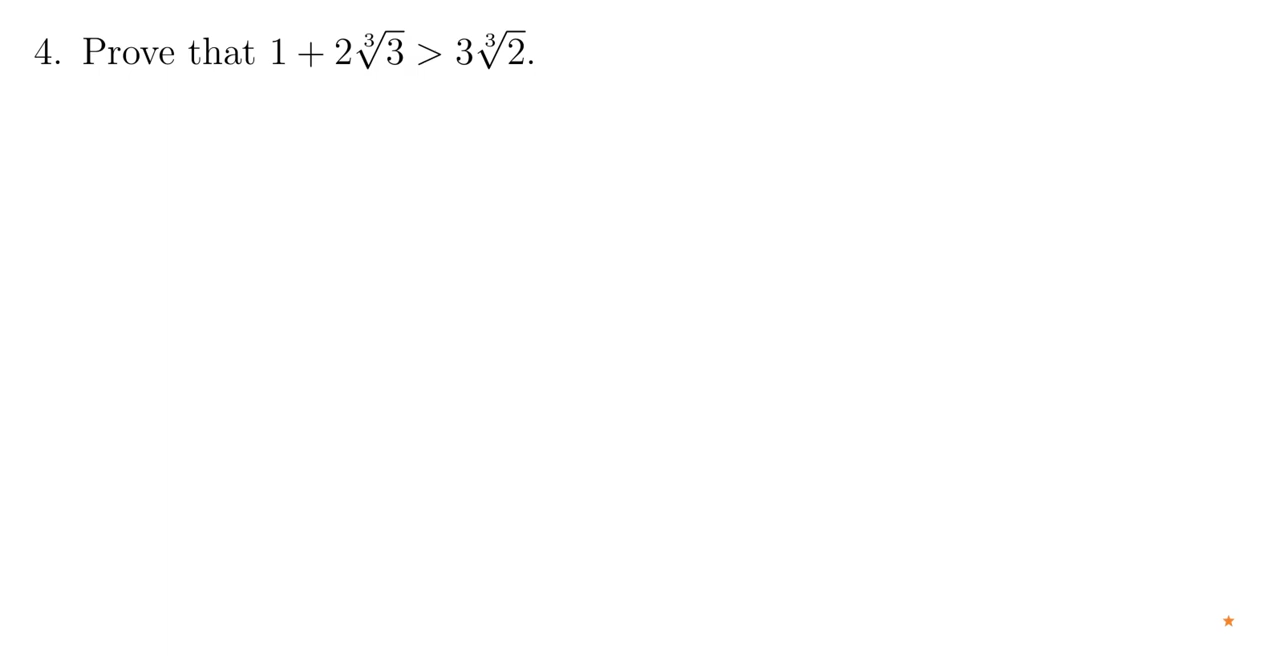 4. Prove that 1 + 2∛3 > 3∛2.